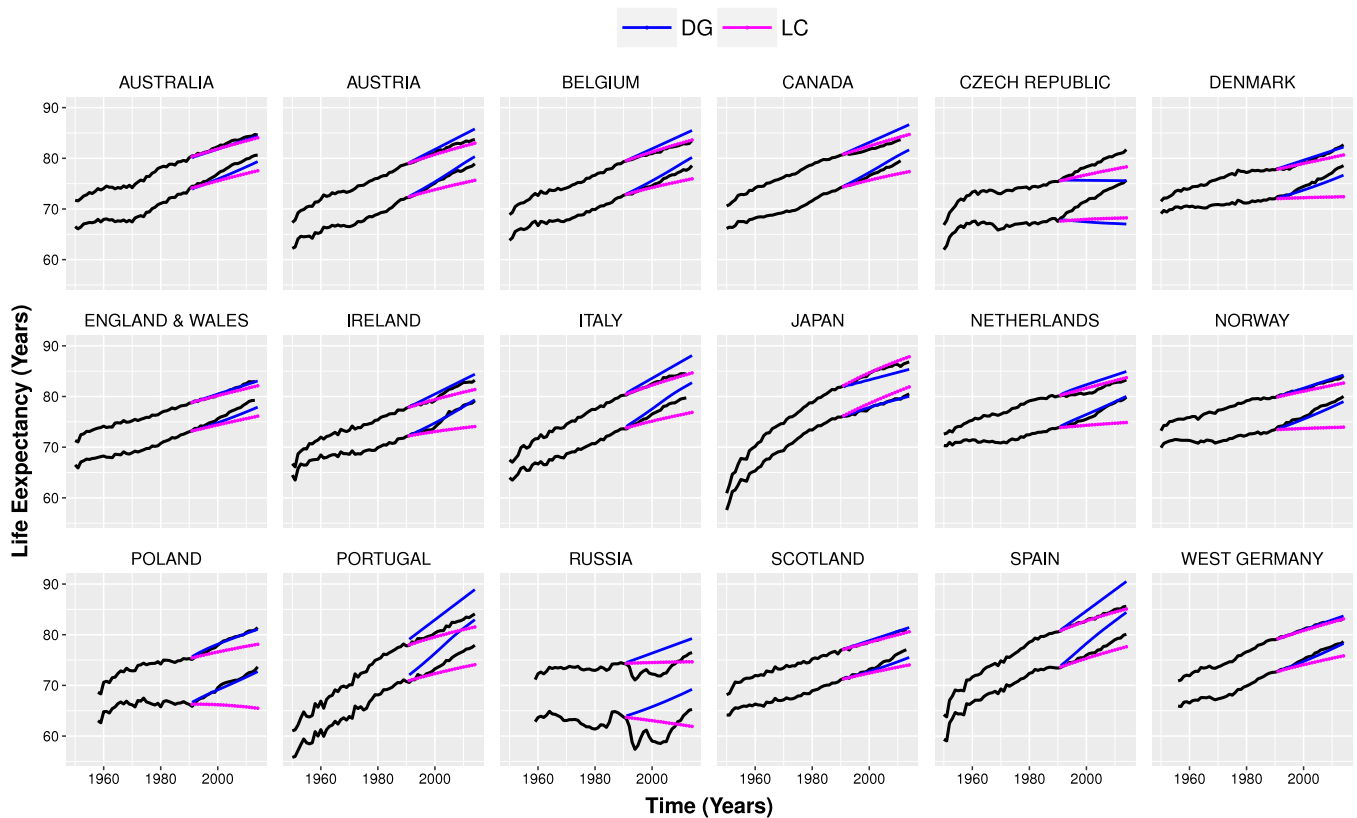 DG LC
AUSTRALIA AUSTRIA BELGIUM CANADA CZECH REPUBLIC DENMARK
90
80
70
60
ENGLAND & WALES IRELAND ITALY JAPAN NETHERLANDS NORWAY
90
80
70
60
Life Eexpectancy (Years)
POLAND PORTUGAL RUSSIA SCOTLAND SPAIN WEST GERMANY
90
80
70
60
1960 1980 2000 1960 1980 2000 1960 1980 2000 1960 1980 2000 1960 1980 2000 1960 1980 2000
Time (Years)